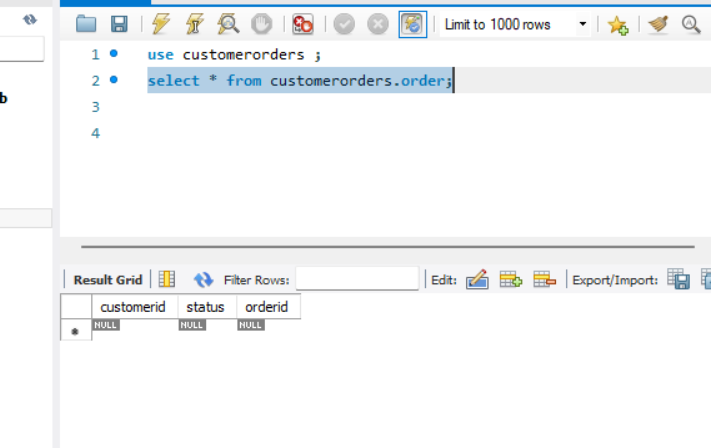 Limit to 1000 rows
1 use customerorders ;
b
2 select * from customerorders.order;
3
4
Result Grid Filter Rows: Edit: Export/Import:
customerid status orderid
NULL NULL NULL